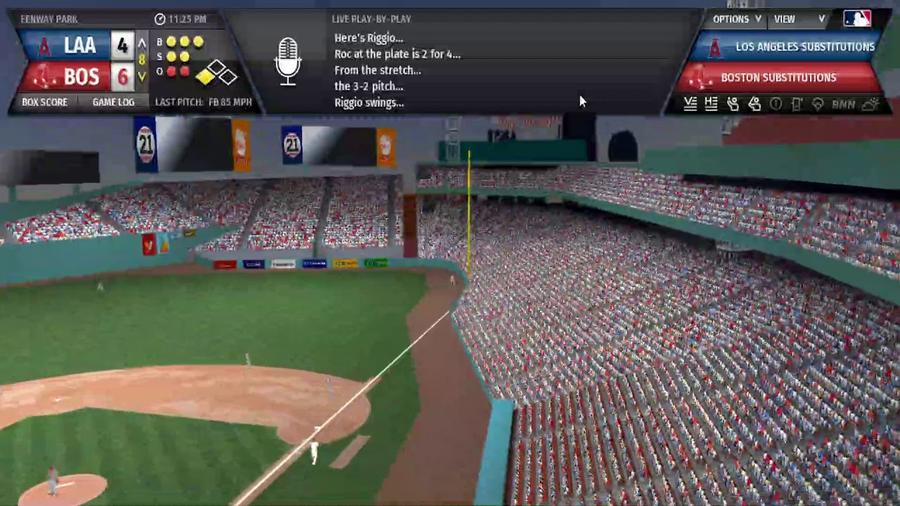 FENWAY PARK
11:25 PM
LAA 4
8
BOS 6
B
S
O
BOX SCORE
GAME LOG
LAST PITCH: FB 85 MPH
LIVE PLAY-BY-PLAY
Here's Riggio...
Roc at the plate is 2 for 4...
From the stretch...
the 3-2 pitch...
Riggio swings...
OPTIONS
VIEW
LOS ANGELES SUBSTITUTIONS
BOSTON SUBSTITUTIONS
BNN
21
21